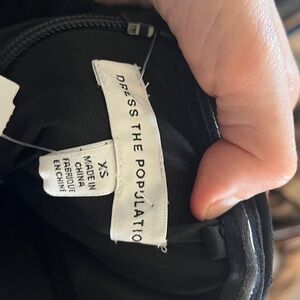 DRESS THE POPULATIO
XS
MADE IN
CHINA
FABRIQUE
EN CHINE